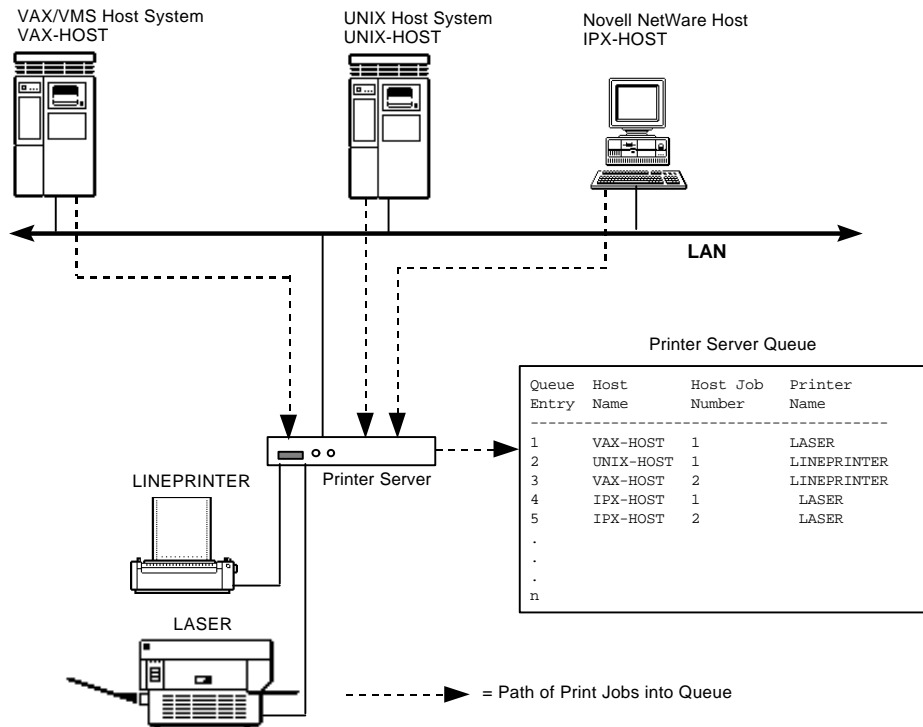 VAX/VMS Host System
VAX-HOST
UNIX Host System
UNIX-HOST
Novell NetWare Host
IPX-HOST
LAN
Printer Server Queue
Queue Host Host Job Printer
Entry Name Number Name
--------------------------------------------
1 VAX-HOST 1 LASER
2 UNIX-HOST 1 LINEPRINTER
3 VAX-HOST 2 LINEPRINTER
4 IPX-HOST 1 LASER
5 IPX-HOST 2 LASER
.
.
.
n
Printer Server
LINEPRINTER
LASER
= Path of Print Jobs into Queue